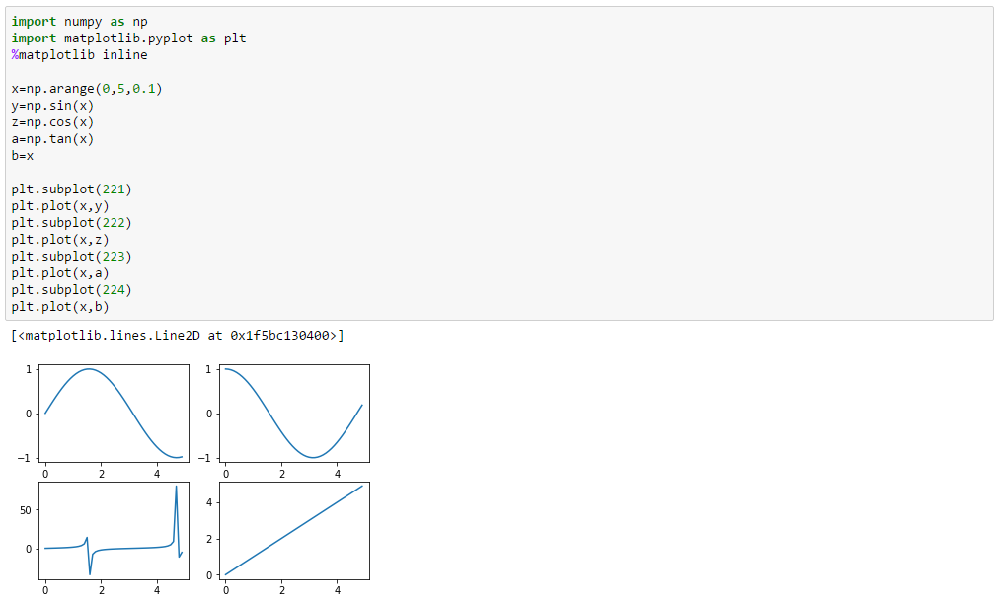 import numpy as np
import matplotlib.pyplot as plt
%matplotlib inline
x=np.arange(0,5,0.1)
y=np.sin(x)
z=np.cos(x)
a=np.tan(x)
b=x
plt.subplot(221)
plt.plot(x,y)
plt.subplot(222)
plt.plot(x,z)
plt.subplot(223)
plt.plot(x,a)
plt.subplot(224)
plt.plot(x,b)
[<matplotlib.lines.Line2D at 0x1f5bc130400>]
1
0
−1
0 2 4
1
0
−1
0 2 4
50
0
0 2 4
4
2
0
0 2 4